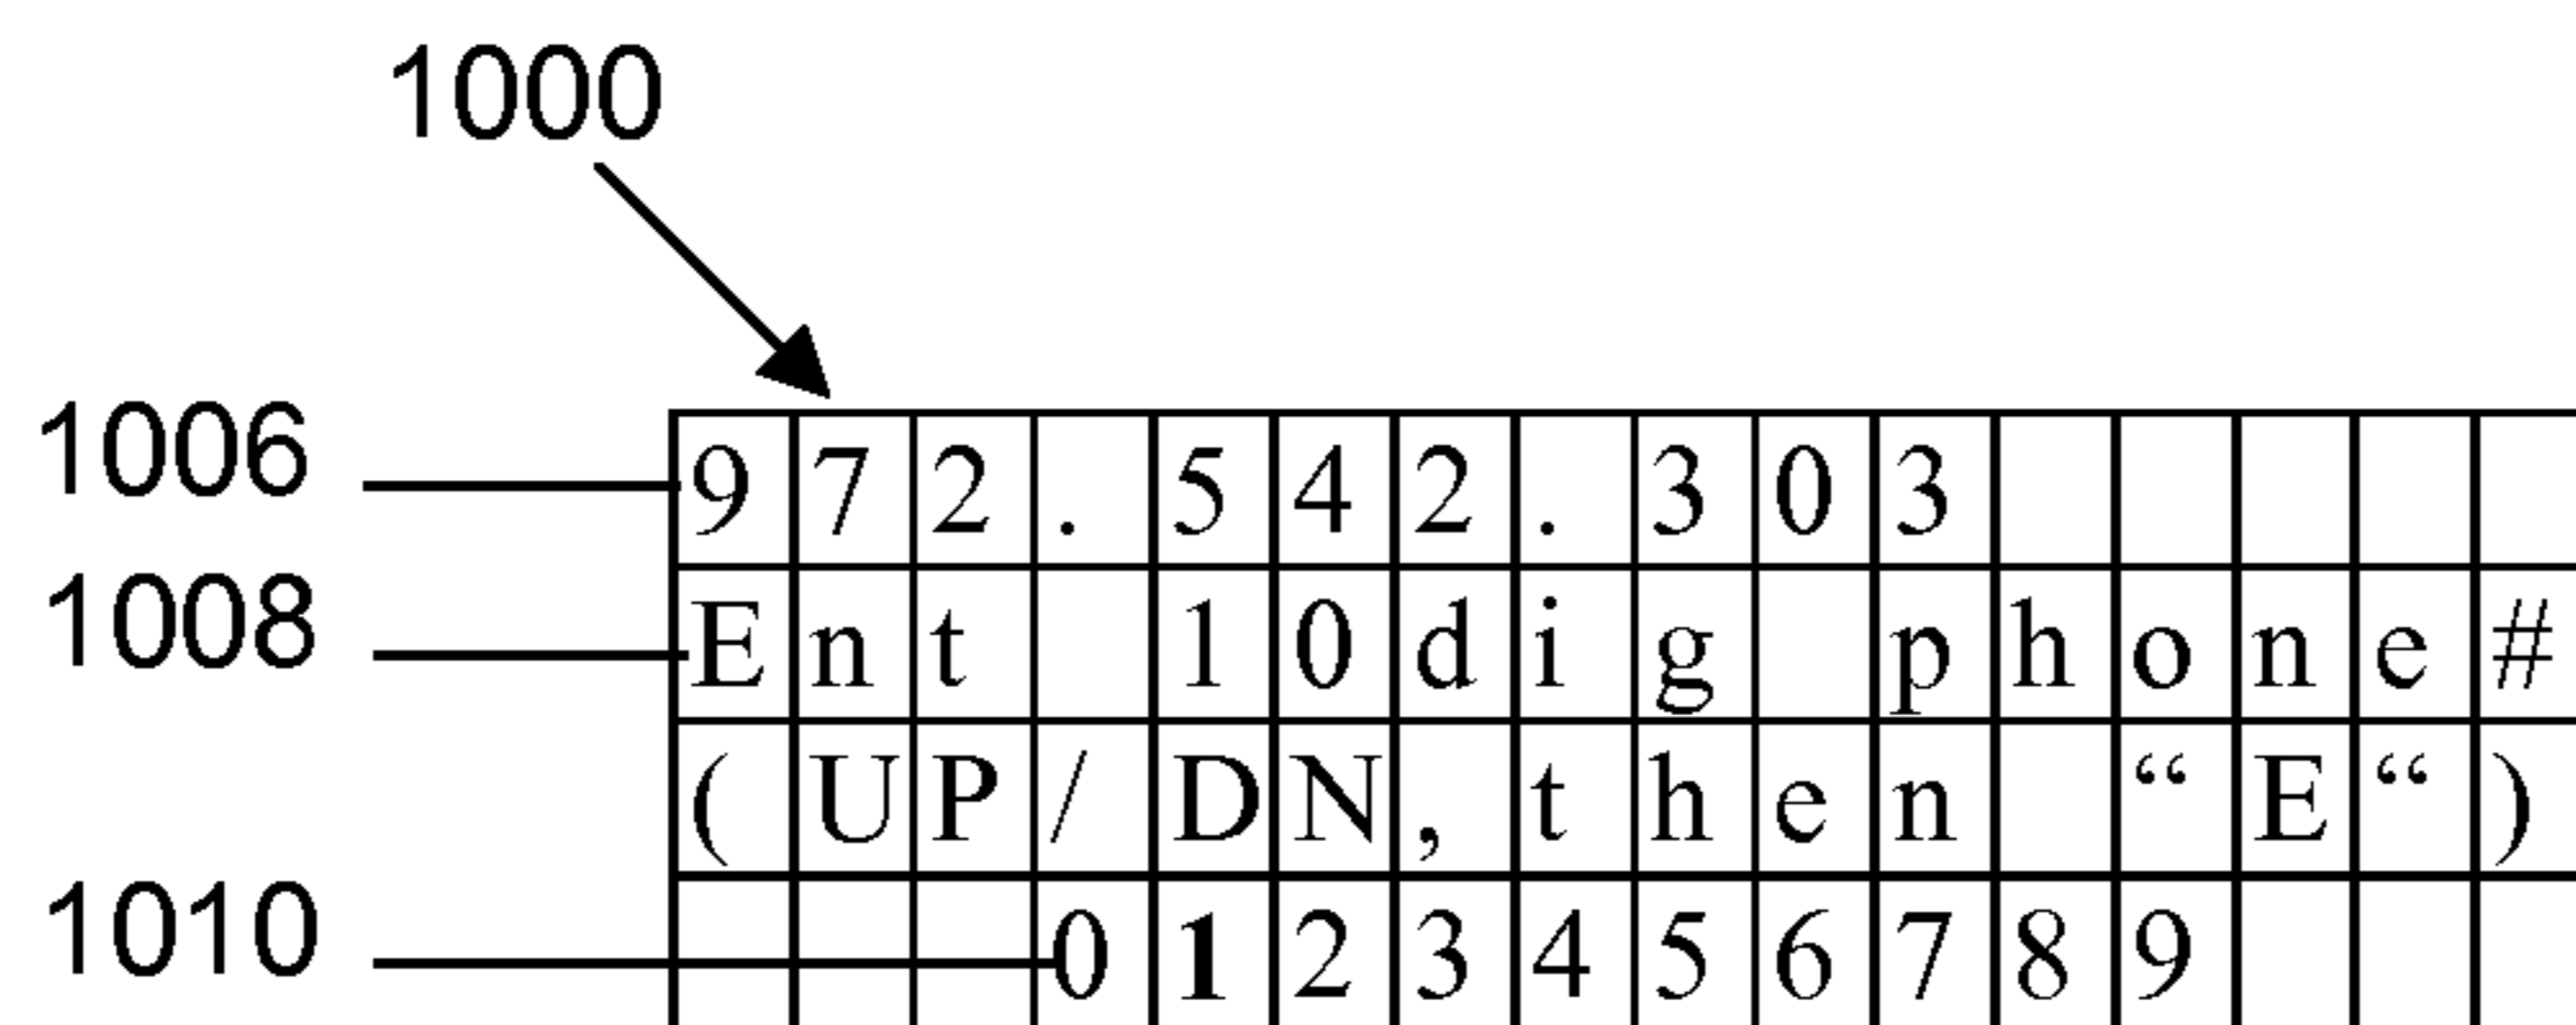 1000
1006 972.542.303
1008 Ent 10dig phone#
(UP/DN,then “E“)
1010 0123456789